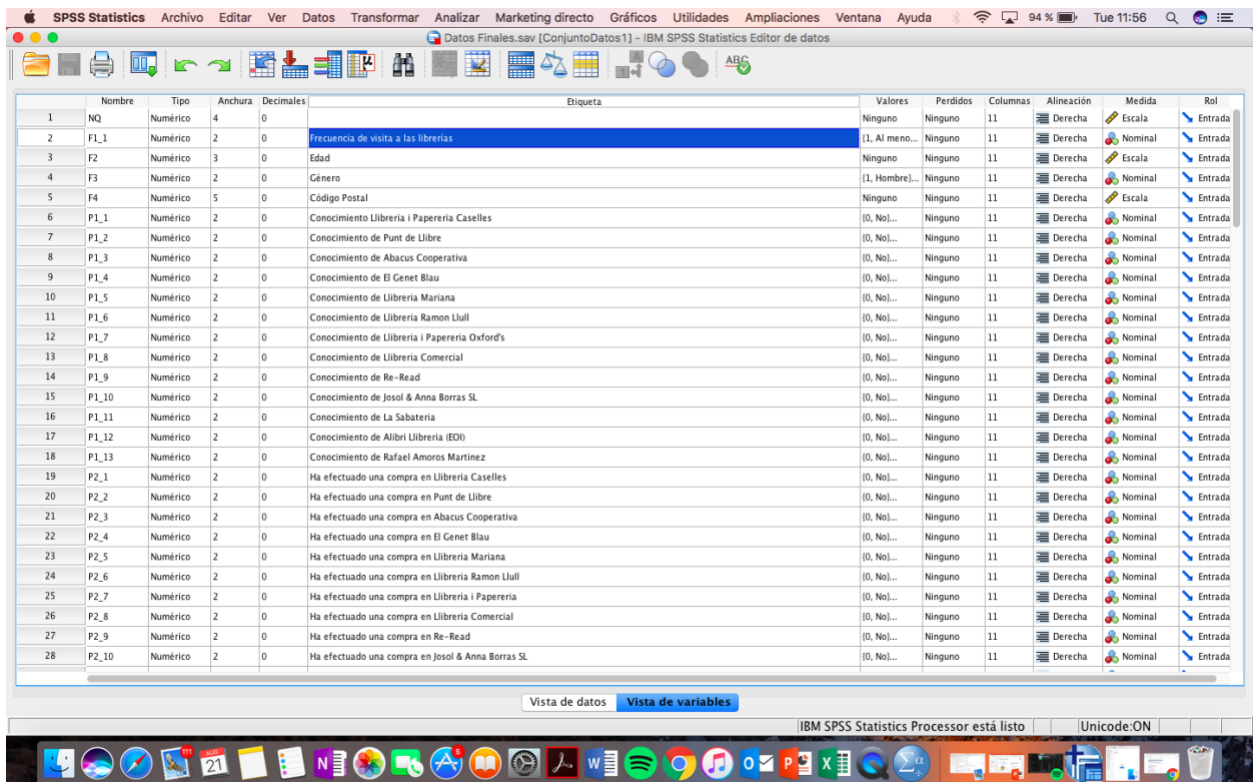 SPSS Statistics Archivo Editar Ver Datos Transformar Analizar Marketing directo Gráficos Utilidades Ampliaciones Ventana Ayuda 94 % Tue 11:56
Datos Finales.sav [ConjuntoDatos1] - IBM SPSS Statistics Editor de datos
Nombre Tipo Anchura Decimales Etiqueta Valores Perdidos Columnas Alineación Medida Rol
1 NQ Numérico 4 0 Ninguno Ninguno 11 Derecha Escala Entrada
2 F1_1 Numérico 2 0 Frecuencia de visita a las librerías {1, Al meno... Ninguno 11 Derecha Nominal Entrada
3 F2 Numérico 3 0 Edad Ninguno Ninguno 11 Derecha Escala Entrada
4 F3 Numérico 2 0 Género {1, Hombre}... Ninguno 11 Derecha Nominal Entrada
5 F4 Numérico 5 0 Código Postal Ninguno Ninguno 11 Derecha Escala Entrada
6 P1_1 Numérico 2 0 Conocimiento Llibreria i Papereria Caselles {0, No}... Ninguno 11 Derecha Nominal Entrada
7 P1_2 Numérico 2 0 Conocimiento de Punt de Llibre {0, No}... Ninguno 11 Derecha Nominal Entrada
8 P1_3 Numérico 2 0 Conocimiento de Abacus Cooperativa {0, No}... Ninguno 11 Derecha Nominal Entrada
9 P1_4 Numérico 2 0 Conocimiento de El Genet Blau {0, No}... Ninguno 11 Derecha Nominal Entrada
10 P1_5 Numérico 2 0 Conocimiento de Llibreria Mariana {0, No}... Ninguno 11 Derecha Nominal Entrada
11 P1_6 Numérico 2 0 Conocimiento de Llibreria Ramon Llull {0, No}... Ninguno 11 Derecha Nominal Entrada
12 P1_7 Numérico 2 0 Conocimiento de Llibreria i Papereria Oxford's {0, No}... Ninguno 11 Derecha Nominal Entrada
13 P1_8 Numérico 2 0 Conocimiento de Llibreria Comercial {0, No}... Ninguno 11 Derecha Nominal Entrada
14 P1_9 Numérico 2 0 Conocimiento de Re-Read {0, No}... Ninguno 11 Derecha Nominal Entrada
15 P1_10 Numérico 2 0 Conocimiento de Josol & Anna Borras SL {0, No}... Ninguno 11 Derecha Nominal Entrada
16 P1_11 Numérico 2 0 Conocimiento de La Sabateria {0, No}... Ninguno 11 Derecha Nominal Entrada
17 P1_12 Numérico 2 0 Conocimiento de Alibri Llibreria (EOI) {0, No}... Ninguno 11 Derecha Nominal Entrada
18 P1_13 Numérico 2 0 Conocimiento de Rafael Amoros Martinez {0, No}... Ninguno 11 Derecha Nominal Entrada
19 P2_1 Numérico 2 0 Ha efectuado una compra en Llibreria Caselles {0, No}... Ninguno 11 Derecha Nominal Entrada
20 P2_2 Numérico 2 0 Ha efectuado una compra en Punt de Llibre {0, No}... Ninguno 11 Derecha Nominal Entrada
21 P2_3 Numérico 2 0 Ha efectuado una compra en Abacus Cooperativa {0, No}... Ninguno 11 Derecha Nominal Entrada
22 P2_4 Numérico 2 0 Ha efectuado una compra en El Genet Blau {0, No}... Ninguno 11 Derecha Nominal Entrada
23 P2_5 Numérico 2 0 Ha efectuado una compra en Llibreria Mariana {0, No}... Ninguno 11 Derecha Nominal Entrada
24 P2_6 Numérico 2 0 Ha efectuado una compra en Llibreria Ramon Llull {0, No}... Ninguno 11 Derecha Nominal Entrada
25 P2_7 Numérico 2 0 Ha efectuado una compra en Llibreria i Papereria {0, No}... Ninguno 11 Derecha Nominal Entrada
26 P2_8 Numérico 2 0 Ha efectuado una compra en Llibreria Comercial {0, No}... Ninguno 11 Derecha Nominal Entrada
27 P2_9 Numérico 2 0 Ha efectuado una compra en Re-Read {0, No}... Ninguno 11 Derecha Nominal Entrada
28 P2_10 Numérico 2 0 Ha efectuado una compra en Josol & Anna Borras SL {0, No}... Ninguno 11 Derecha Nominal Entrada
Vista de datos Vista de variables
IBM SPSS Statistics Processor está listo Unicode:ON